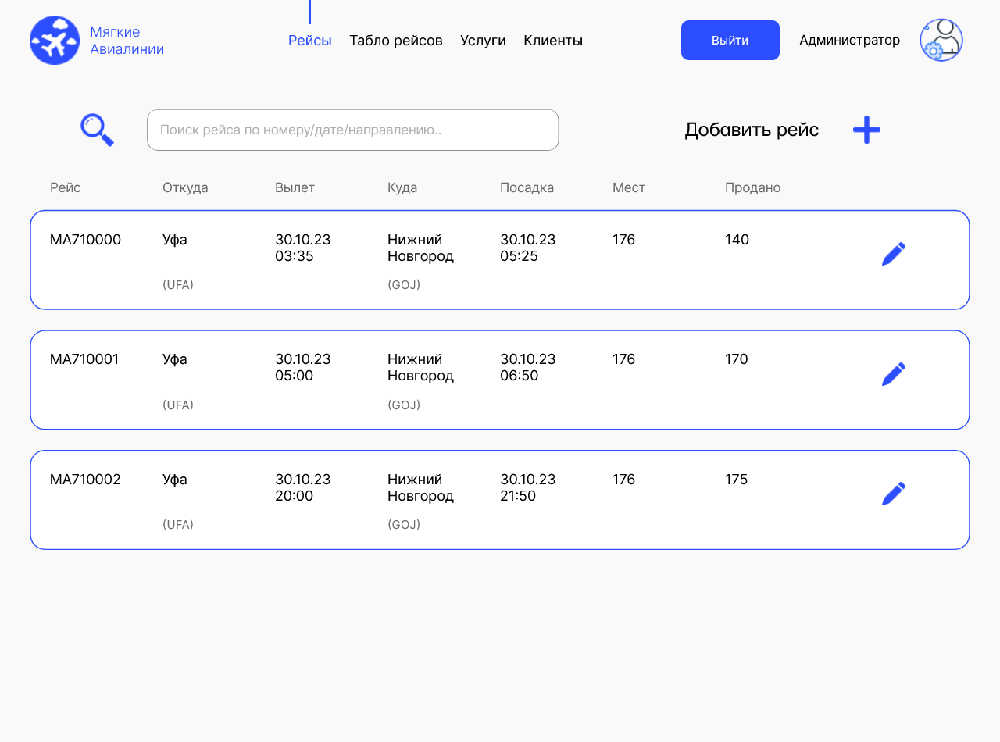 Мягкие
Авиалинии
Рейсы Табло рейсов Услуги Клиенты
Выйти
Администратор
Поиск рейса по номеру/дате/направлению..
Добавить рейс
Рейс Откуда Вылет Куда Посадка Мест Продано
MA710000 Уфа 30.10.23 Нижний 30.10.23 176 140
03:35 Новгород 05:25
(UFA) (GOJ)
MA710001 Уфа 30.10.23 Нижний 30.10.23 176 170
05:00 Новгород 06:50
(UFA) (GOJ)
MA710002 Уфа 30.10.23 Нижний 30.10.23 176 175
20:00 Новгород 21:50
(UFA) (GOJ)